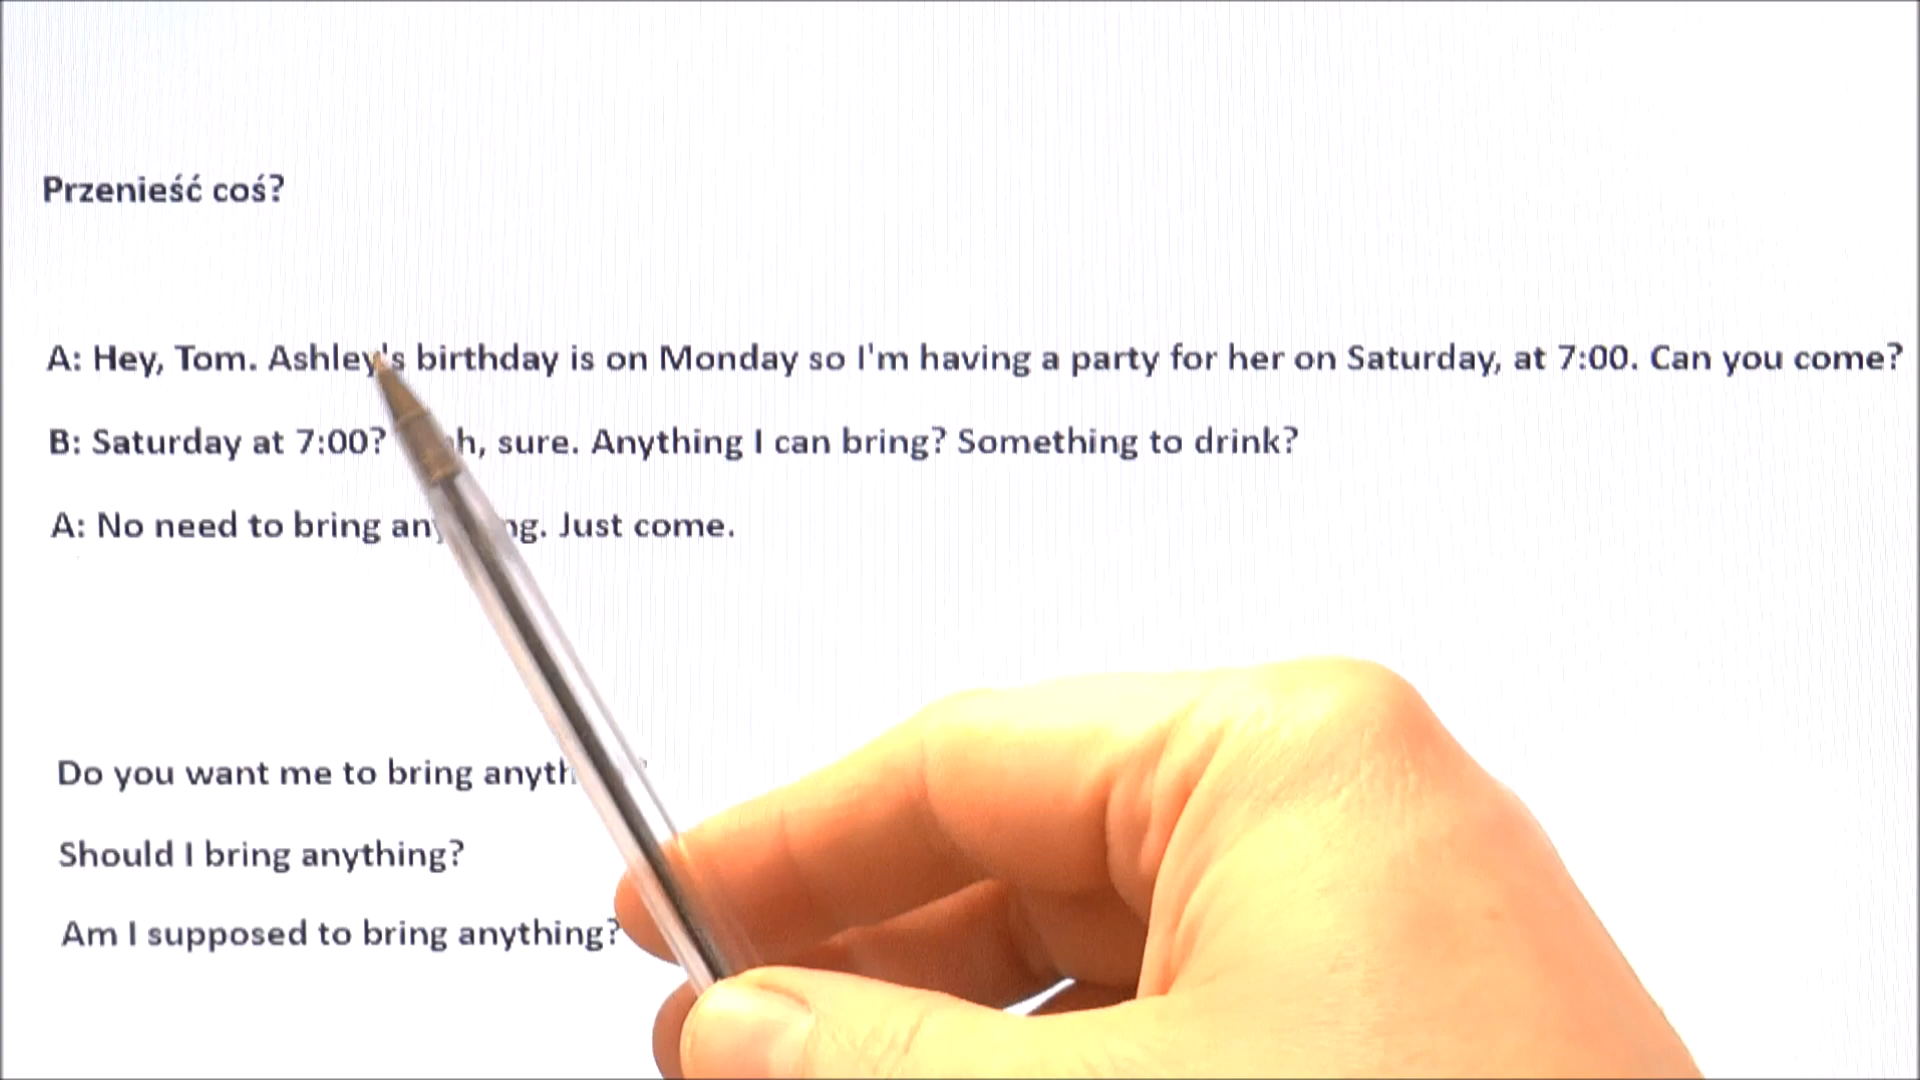 Przenieść coś?
A: Hey, Tom. Ashley's birthday is on Monday so I'm having a party for her on Saturday, at 7:00. Can you come?
B: Saturday at 7:00? sure. Anything I can bring? Something to drink?
A: No need to bring Just come.
Do you want me to bring
Should I bring anything?
Am I supposed to bring anything?